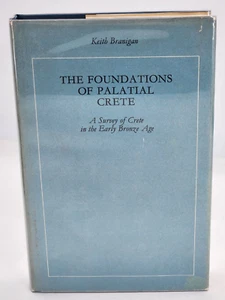 Keith Branigan
THE FOUNDATIONS
OF PALATIAL
CRETE
A Survey of Crete
in the Early Bronze Age